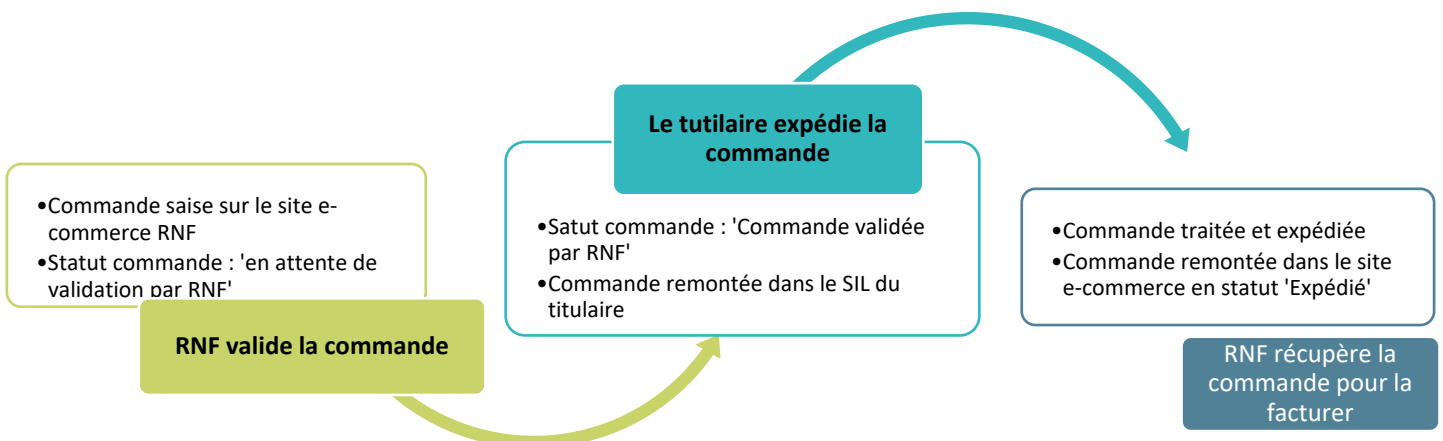 •Commande saise sur le site e-
commerce RNF
•Statut commande : 'en attente de
validation par RNF'
RNF valide la commande
Le tutilaire expédie la
commande
•Satut commande : 'Commande validée
par RNF'
•Commande remontée dans le SIL du
titulaire
•Commande traitée et expédiée
•Commande remontée dans le site
e-commerce en statut 'Expédié'
RNF récupère la
commande pour la
facturer